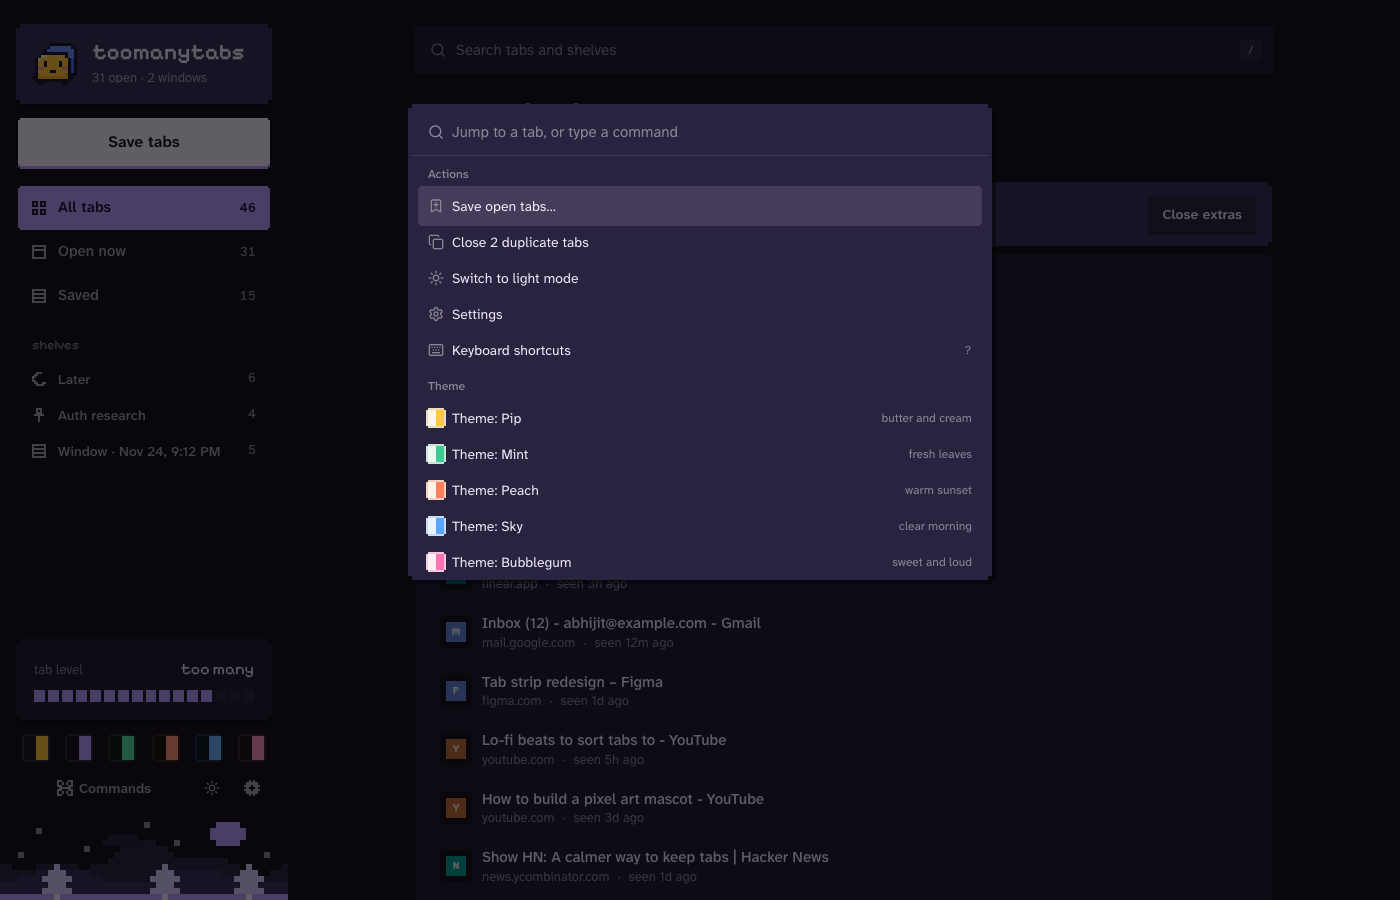 toomanytabs
31 open · 2 windows
Save tabs
All tabs 46
Open now 31
Saved 15
shelves
Later 6
Auth research 4
Window · Nov 24, 9:12 PM 5
tab level too many
Commands
Search tabs and shelves /
Jump to a tab, or type a command
Actions
Save open tabs...
Close 2 duplicate tabs
Switch to light mode
Settings
Keyboard shortcuts ?
Theme
Theme: Pip butter and cream
Theme: Mint fresh leaves
Theme: Peach warm sunset
Theme: Sky clear morning
Theme: Bubblegum sweet and loud
Close extras
linear.app · seen 3h ago
M
Inbox (12) - abhijit@example.com - Gmail
mail.google.com · seen 12m ago
F
Tab strip redesign – Figma
figma.com · seen 1d ago
Y
Lo-fi beats to sort tabs to - YouTube
youtube.com · seen 5h ago
Y
How to build a pixel art mascot - YouTube
youtube.com · seen 3d ago
N
Show HN: A calmer way to keep tabs | Hacker News
news.ycombinator.com · seen 1d ago